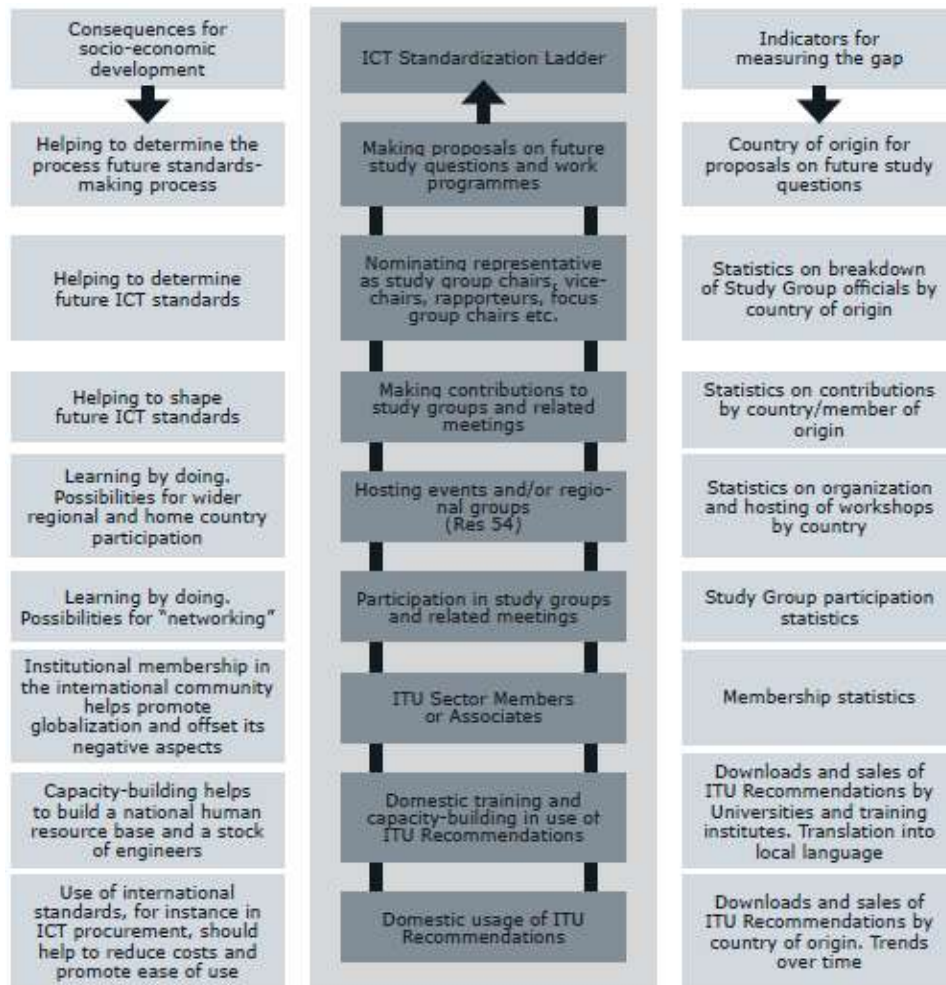 Consequences for
socio-economic
development
ICT Standardization Ladder
Indicators for
measuring the gap
Helping to determine the
process future standards-
making process
Making proposals on future
study questions and work
programmes
Country of origin for
proposals on future study
questions
Helping to determine
future ICT standards
Nominating representative
as study group chairs, vice-
chairs, rapporteurs, focus
group chairs etc.
Statistics on breakdown
of Study Group officials by
country of origin
Helping to shape
future ICT standards
Making contributions to
study groups and related
meetings
Statistics on contributions
by country/member of
origin
Learning by doing.
Possibilities for wider
regional and home country
participation
Hosting events and/or regio-
nal groups
(Res 54)
Statistics on organization
and hosting of workshops
by country
Learning by doing.
Possibilities for "networking"
Participation in study groups
and related meetings
Study Group participation
statistics
Institutional membership in
the international community
helps promote
globalization and offset its
negative aspects
ITU Sector Members
or Associates
Membership statistics
Capacity-building helps
to build a national human
resource base and a stock
of engineers
Domestic training and
capacity-building in use of
ITU Recommendations
Downloads and sales of
ITU Recommendations by
Universities and training
institutes. Translation into
local language
Use of international
standards, for instance in
ICT procurement, should
help to reduce costs and
promote ease of use
Domestic usage of ITU
Recommendations
Downloads and sales of
ITU Recommendations by
country of origin. Trends
over time